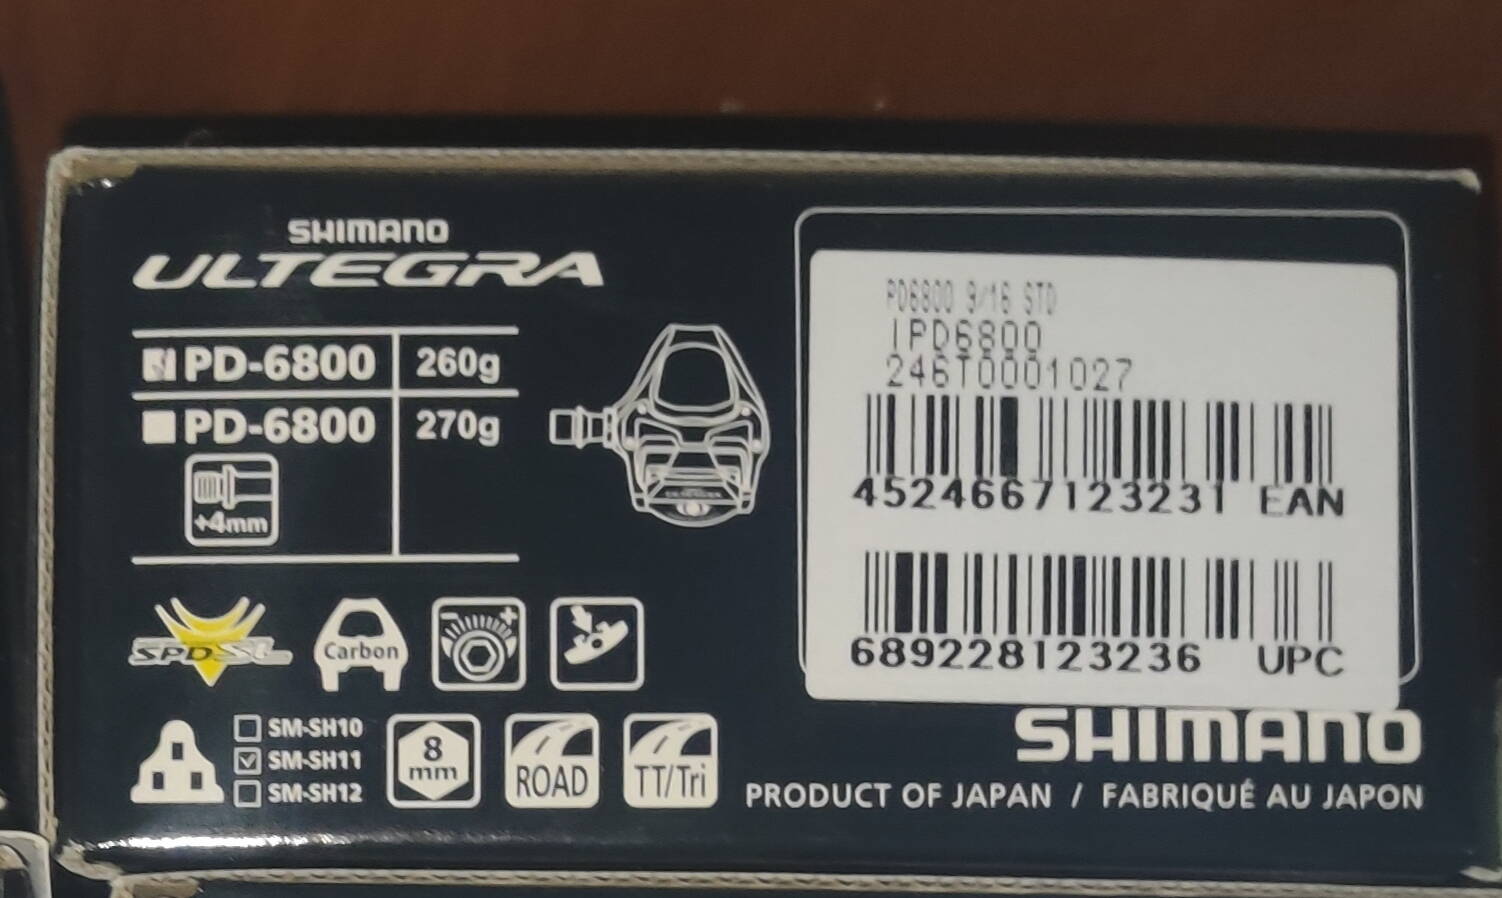 SHIMANO
ULTEGRA
PD-6800 260g
PD-6800 270g
+4mm
ULTEGRA
SPD-SL
Carbon
- +
SM-SH10
SM-SH11
SM-SH12
8
mm
ROAD
TT/Tri
PD6800 9/16 STD
IPD6800
246T0001027
4524667123231 EAN
689228123236 UPC
SHIMANO
PRODUCT OF JAPAN / FABRIQUÉ AU JAPON